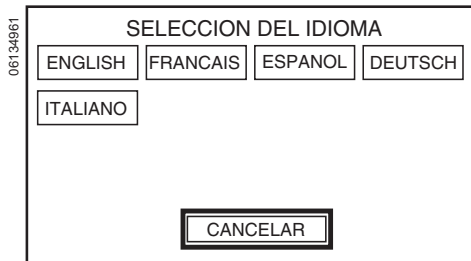 06134961
SELECCION DEL IDIOMA
ENGLISH FRANCAIS ESPANOL DEUTSCH
ITALIANO
CANCELAR